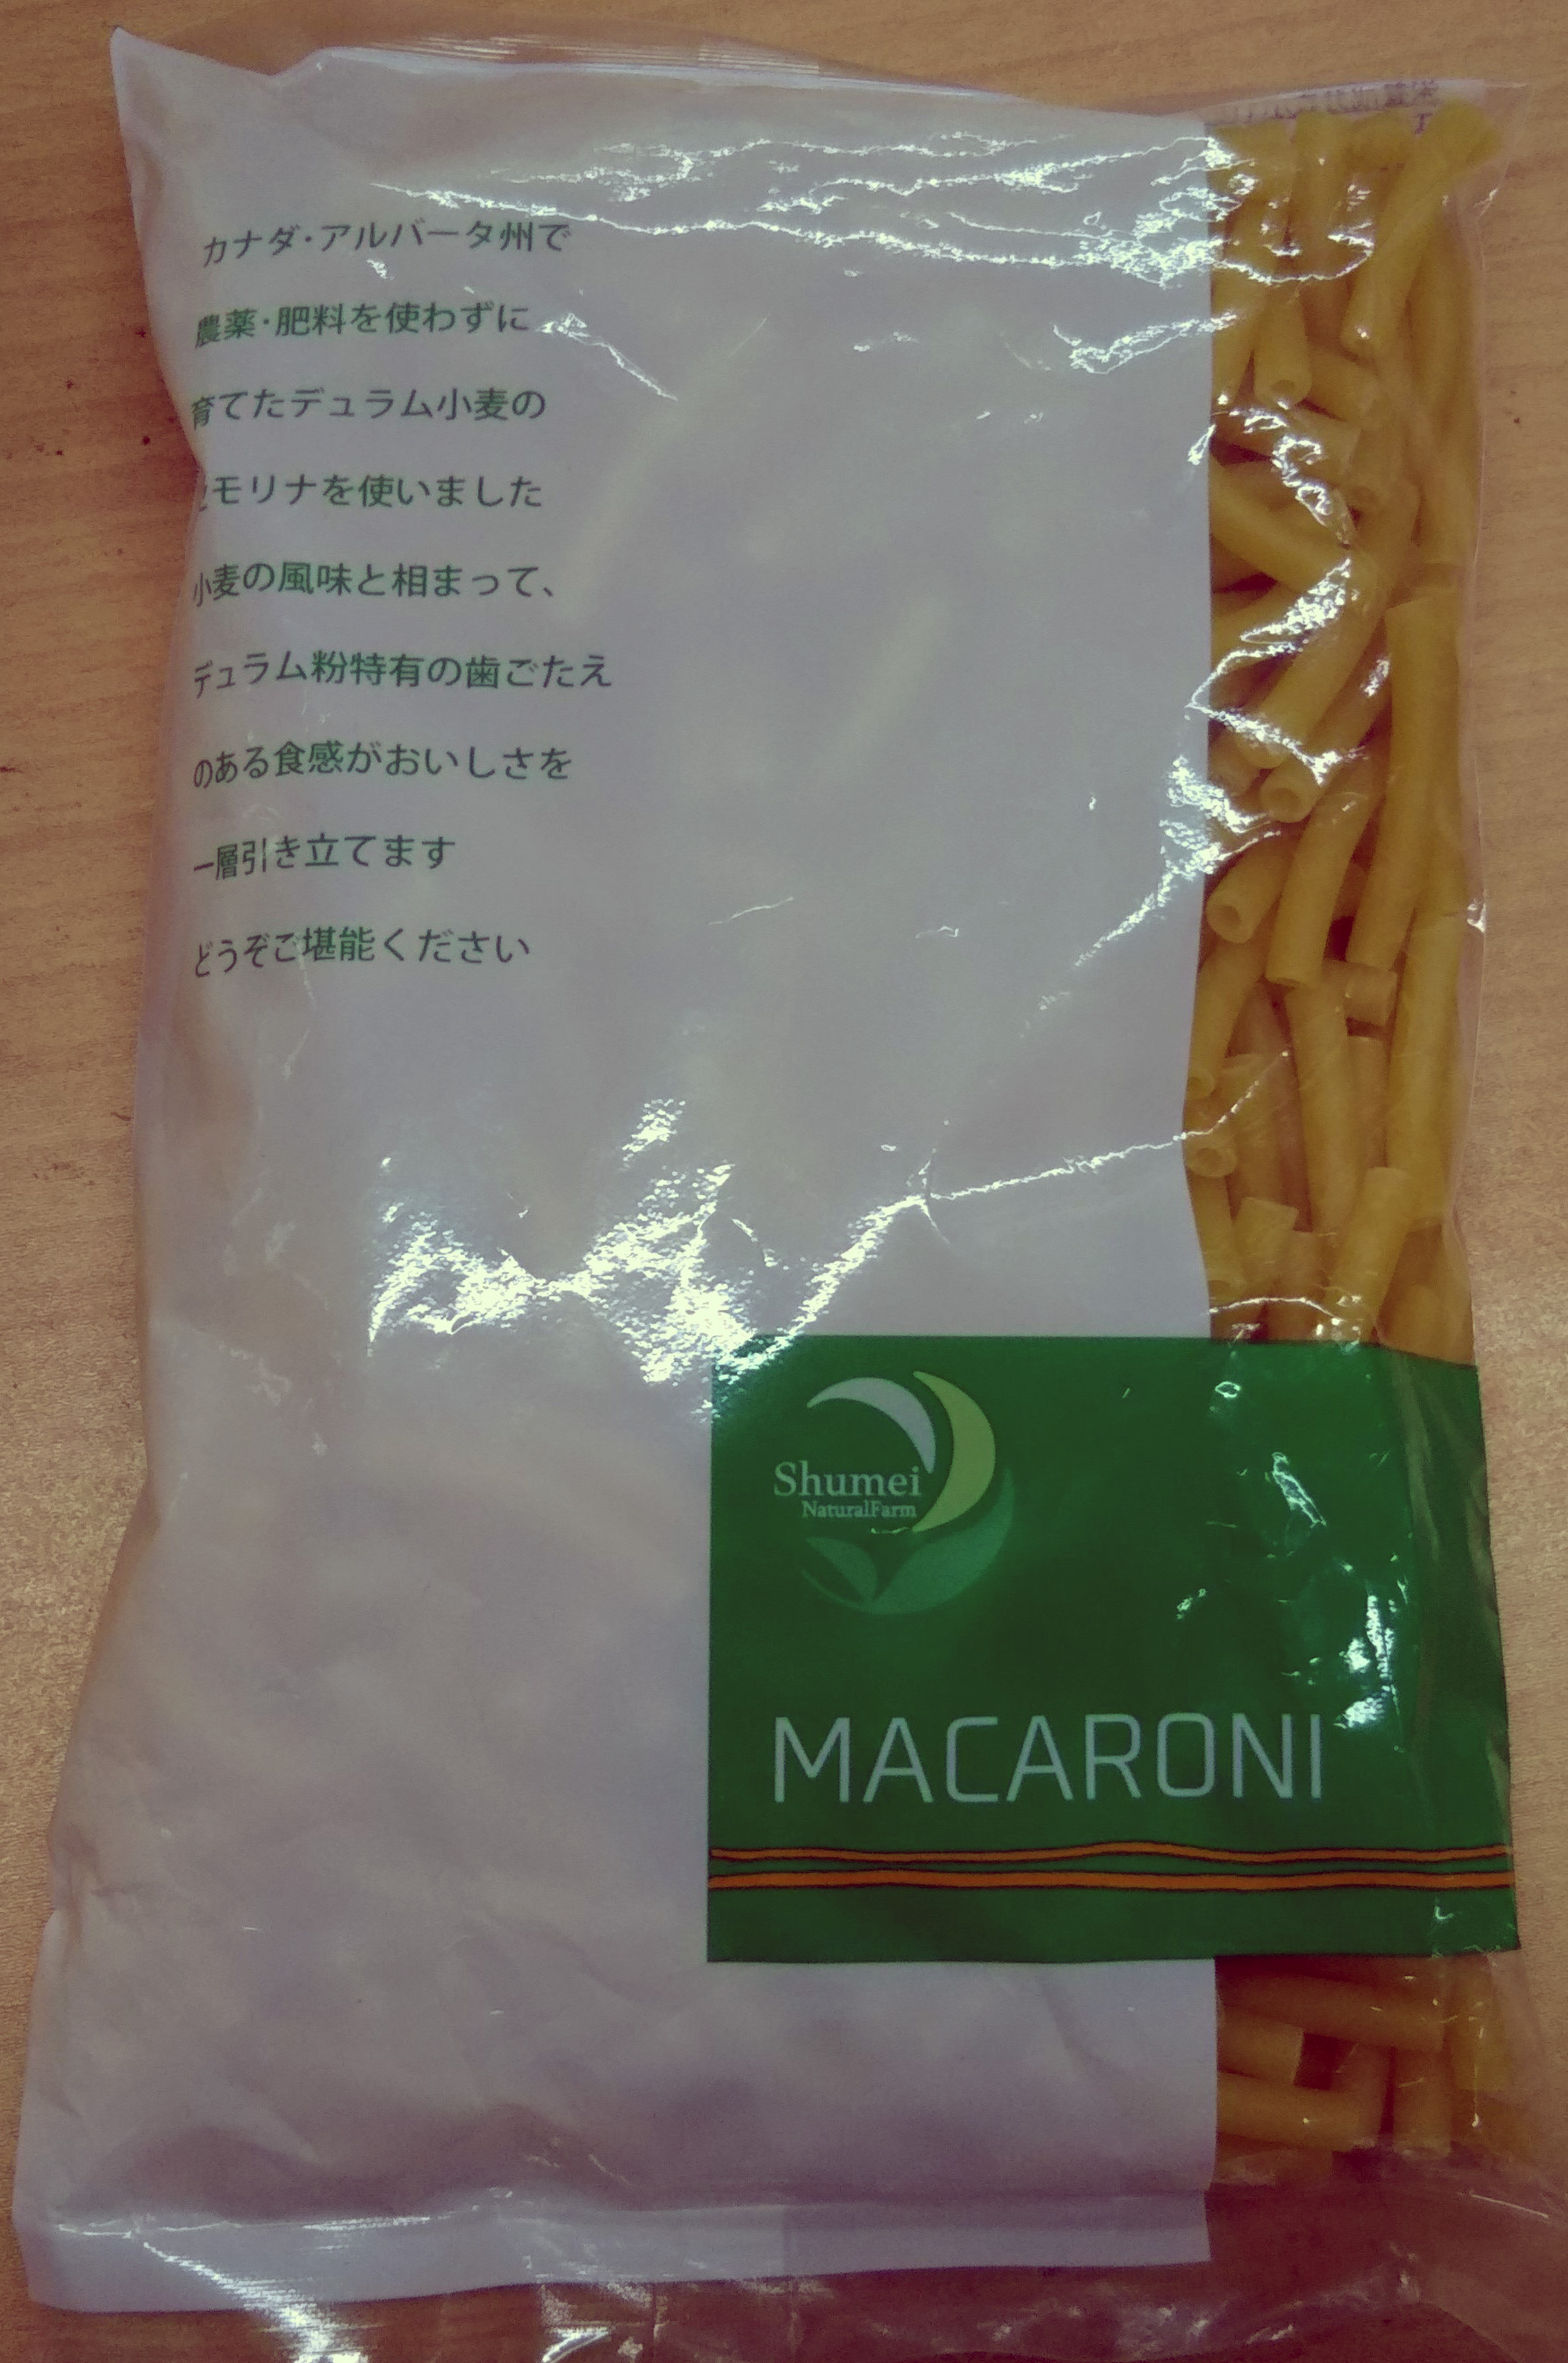 カナダ・アルバータ州で
農薬・肥料を使わずに
育てたデュラム小麦の
セモリナを使いました
小麦の風味と相まって、
デュラム粉特有の歯ごたえ
のある食感がおいしさを
一層引き立てます
どうぞご堪能ください
Shumei
NaturalFarm
MACARONI